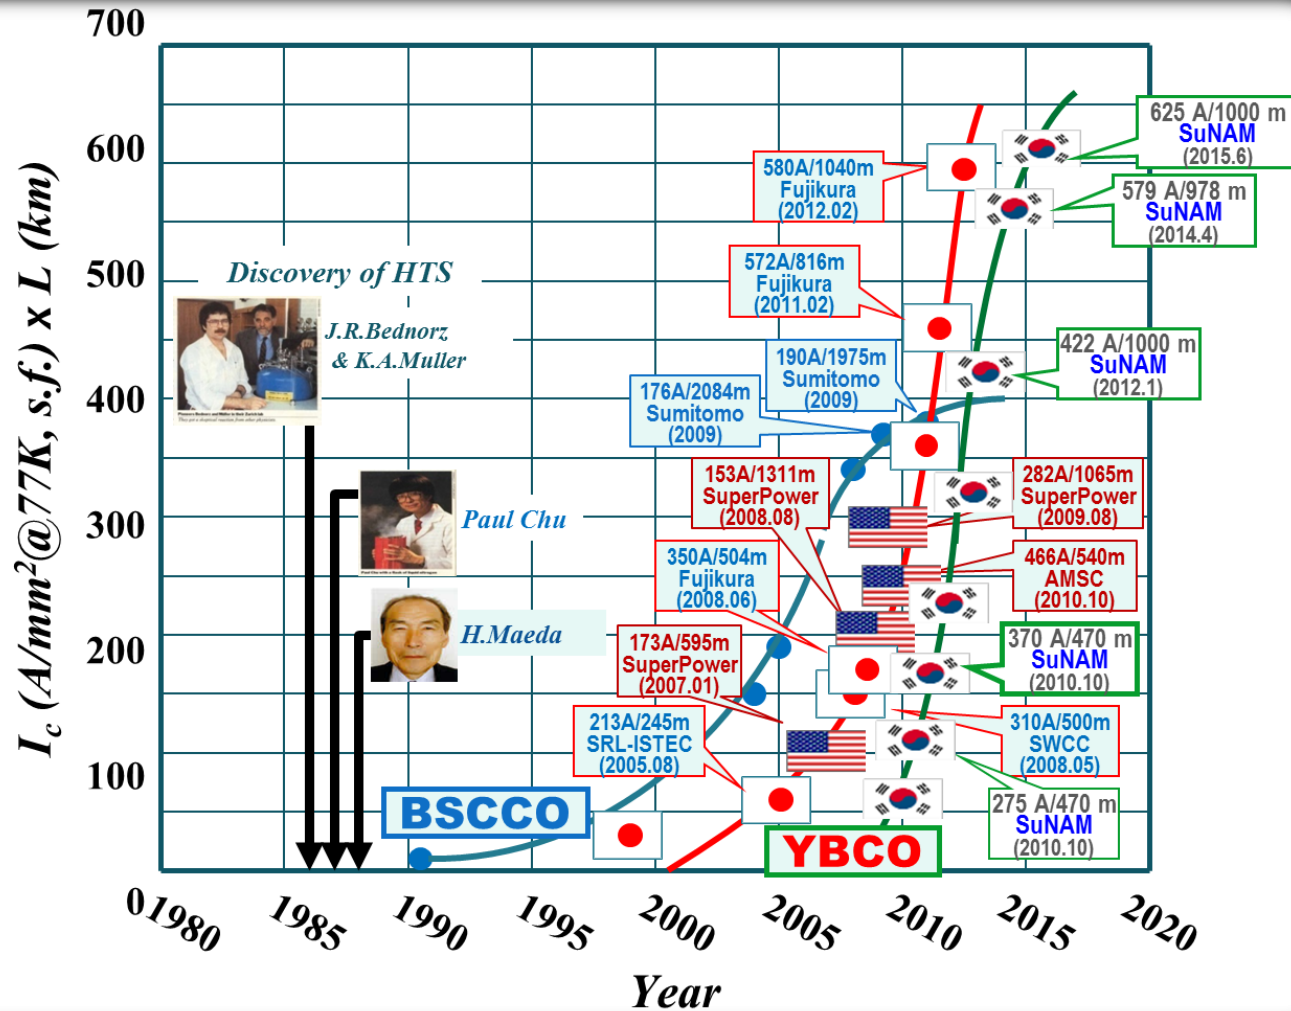 700
600
500
400
300
200
100
0
I_c (A/mm²@77K, s.f.) x L (km)
1980
1985
1990
1995
2000
2005
2010
2015
2020
Year
Discovery of HTS
J.R.Bednorz
& K.A.Muller
Paul Chu
H.Maeda
BSCCO
YBCO
625 A/1000 m
SuNAM
(2015.6)
580A/1040m
Fujikura
(2012.02)
579 A/978 m
SuNAM
(2014.4)
572A/816m
Fujikura
(2011.02)
190A/1975m
Sumitomo
(2009)
422 A/1000 m
SuNAM
(2012.1)
176A/2084m
Sumitomo
(2009)
153A/1311m
SuperPower
(2008.08)
282A/1065m
SuperPower
(2009.08)
350A/504m
Fujikura
(2008.06)
466A/540m
AMSC
(2010.10)
173A/595m
SuperPower
(2007.01)
370 A/470 m
SuNAM
(2010.10)
213A/245m
SRL-ISTEC
(2005.08)
310A/500m
SWCC
(2008.05)
275 A/470 m
SuNAM
(2010.10)